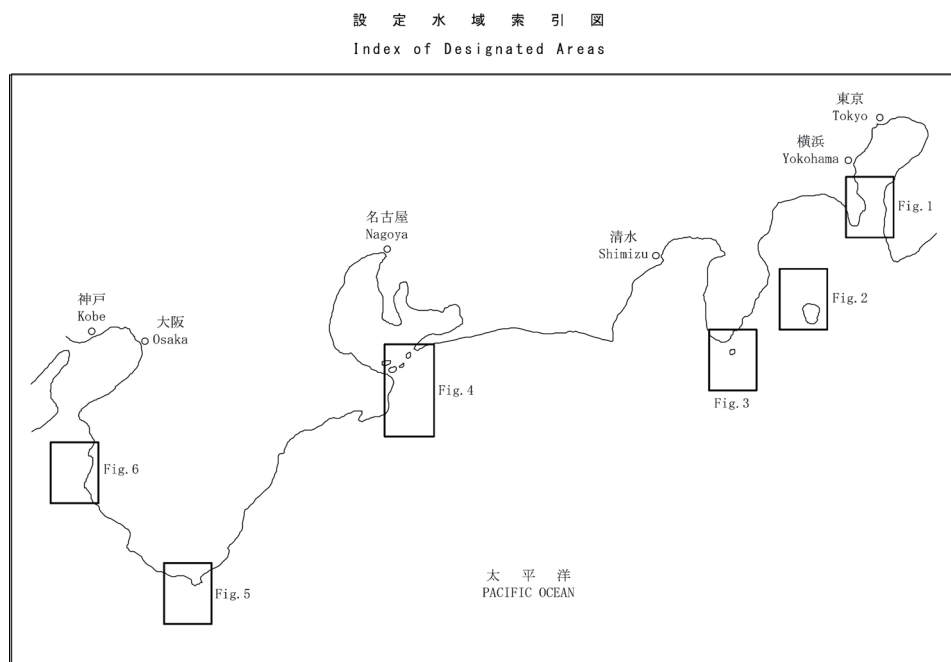 設定水域索引図
Index of Designated Areas
東京
Tokyo
横浜
Yokohama
Fig.1
名古屋
Nagoya
清水
Shimizu
Fig.2
神戸
Kobe
大阪
Osaka
Fig.4
Fig.3
Fig.6
太平洋
PACIFIC OCEAN
Fig.5